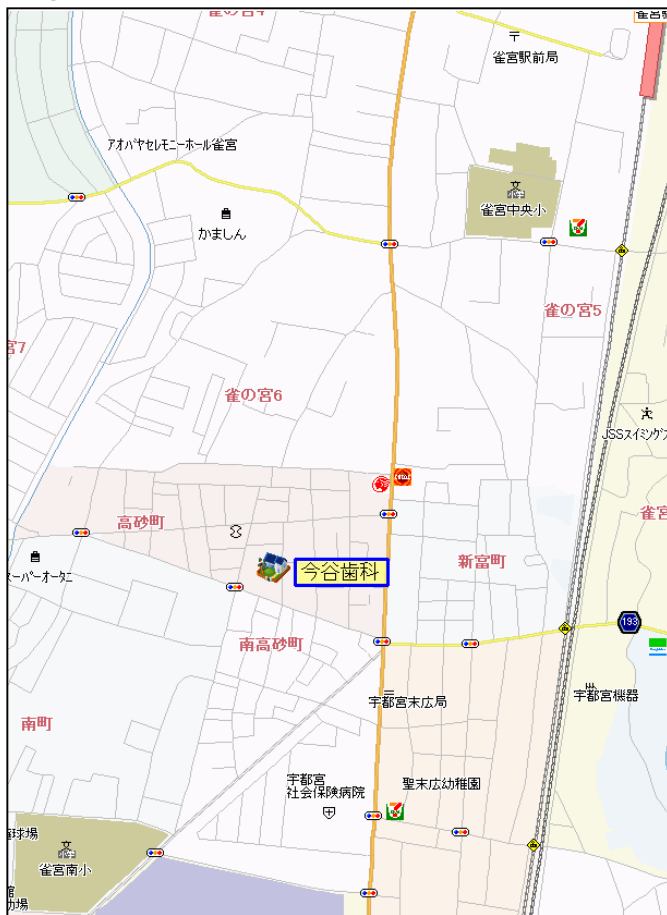 雀宮駅前局
アオバヤセレモニーホール雀宮
雀宮中央小
かましん
雀の宮5
宮7
雀の宮6
JSSスイミング
高砂町
新富町
雀宮
スーパーオータニ
今谷歯科
193
南高砂町
宇都宮末広局
宇都宮機器
南町
宇都宮
社会保険病院
聖末広幼稚園
球場
雀宮南小